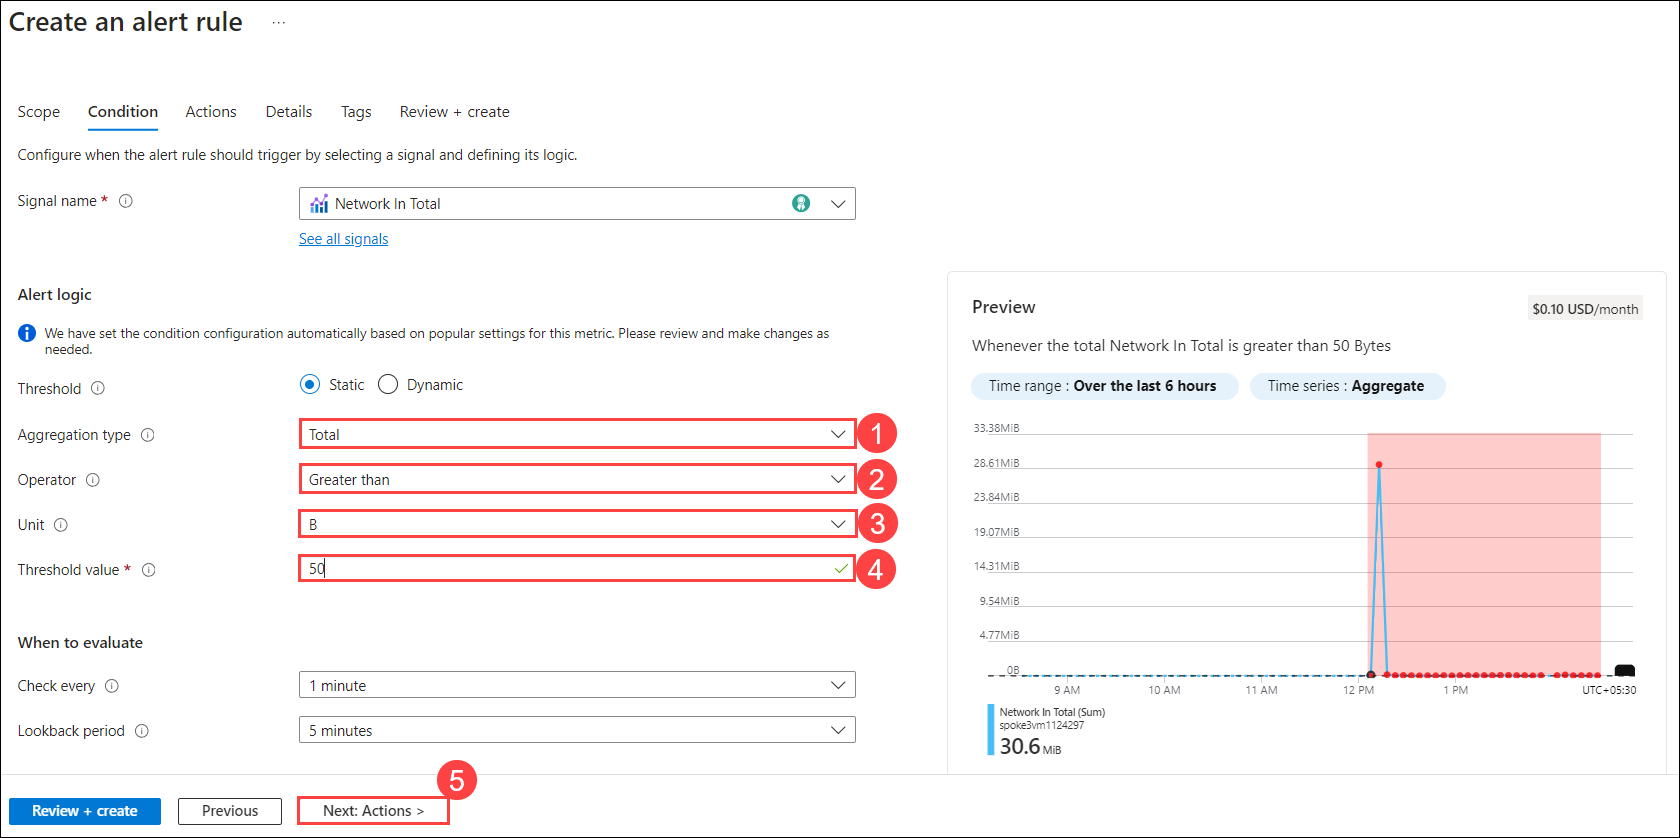 Create an alert rule ...
Scope Condition Actions Details Tags Review + create
Configure when the alert rule should trigger by selecting a signal and defining its logic.
Signal name *
Network In Total
See all signals
Alert logic
We have set the condition configuration automatically based on popular settings for this metric. Please review and make changes as
needed.
Threshold
Static Dynamic
Aggregation type
Total
1
Operator
Greater than
2
Unit
B
3
Threshold value *
50
4
When to evaluate
Check every
1 minute
Lookback period
5 minutes
Preview
$0.10 USD/month
Whenever the total Network In Total is greater than 50 Bytes
Time range : Over the last 6 hours
Time series : Aggregate
33.38MiB
28.61MiB
23.84MiB
19.07MiB
14.31MiB
9.54MiB
4.77MiB
0B
9 AM 10 AM 11 AM 12 PM 1 PM UTC+05:30
Network In Total (Sum)
spoke3vm1124297
30.6 MiB
5
Review + create
Previous
Next: Actions >